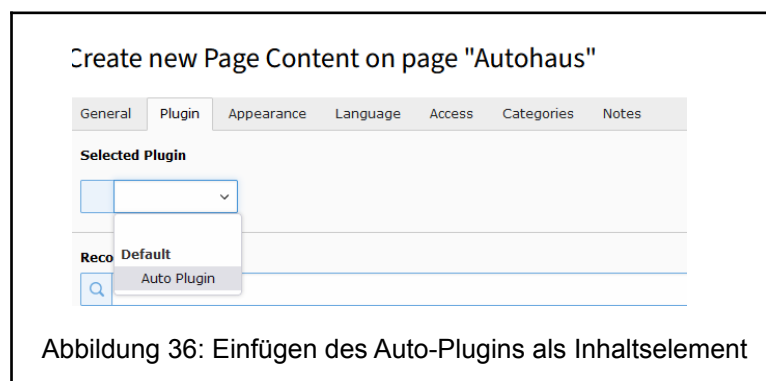 Create new Page Content on page "Autohaus"
General Plugin Appearance Language Access Categories Notes
Selected Plugin
Default
Reco
Auto Plugin
Abbildung 36: Einfügen des Auto-Plugins als Inhaltselement